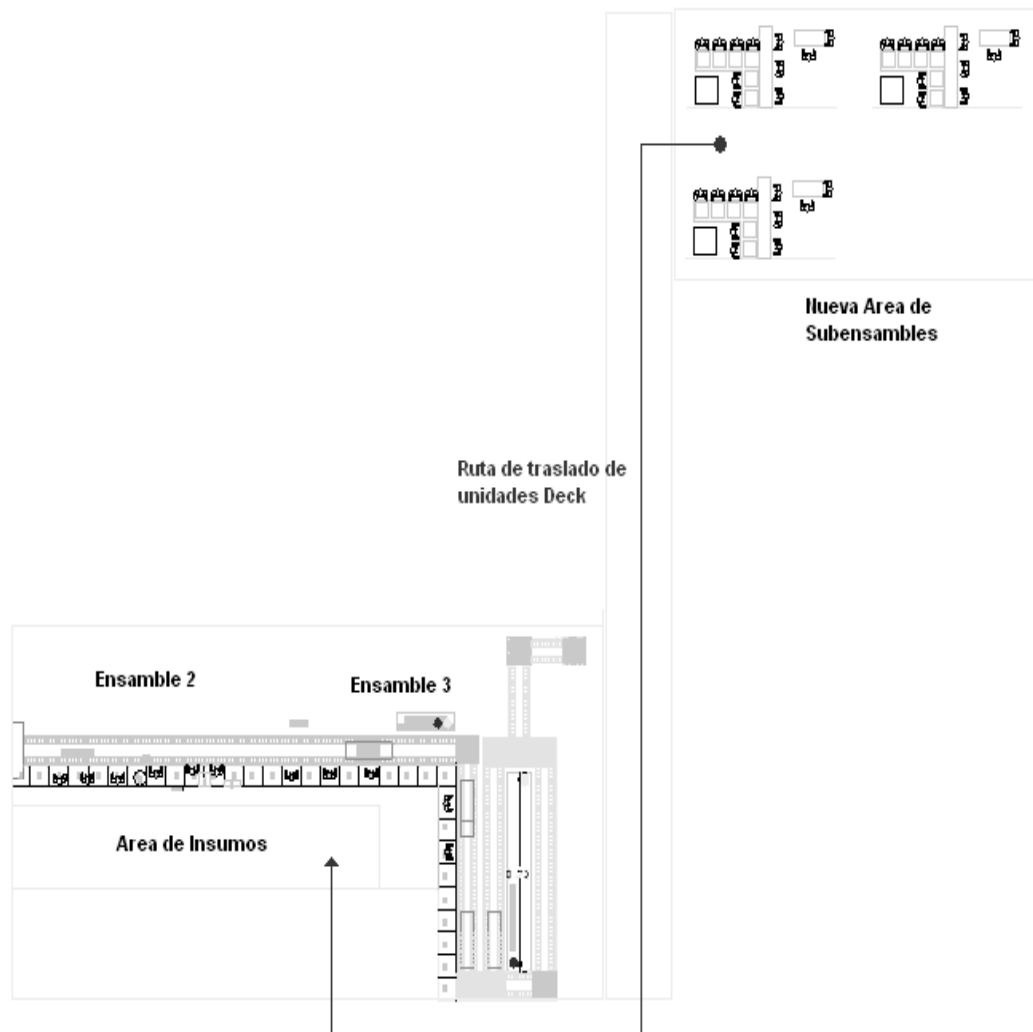 Nueva Area de
Subensambles
Ruta de traslado de
unidades Deck
Ensamble 2
Ensamble 3
Area de Insumos